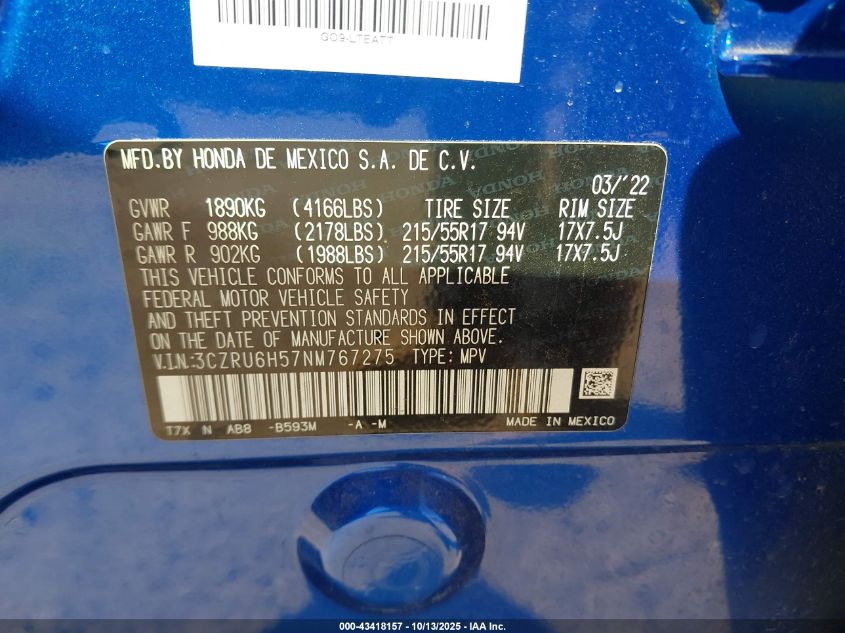 GO9-LTEATT
MFD.BY HONDA DE MEXICO S.A. DE C.V.
03/'22
GVWR 1890KG (4166LBS) TIRE SIZE RIM SIZE
GAWR F 988KG (2178LBS) 215/55R17 94V 17X7.5J
GAWR R 902KG (1988LBS) 215/55R17 94V 17X7.5J
THIS VEHICLE CONFORMS TO ALL APPLICABLE
FEDERAL MOTOR VEHICLE SAFETY
AND THEFT PREVENTION STANDARDS IN EFFECT
ON THE DATE OF MANUFACTURE SHOWN ABOVE.
V.I.N.:3CZRU6H57NM767275 TYPE: MPV
T7X N AB8 -B593M -A -M MADE IN MEXICO
000-43418157 - 10/13/2025 - IAA Inc.